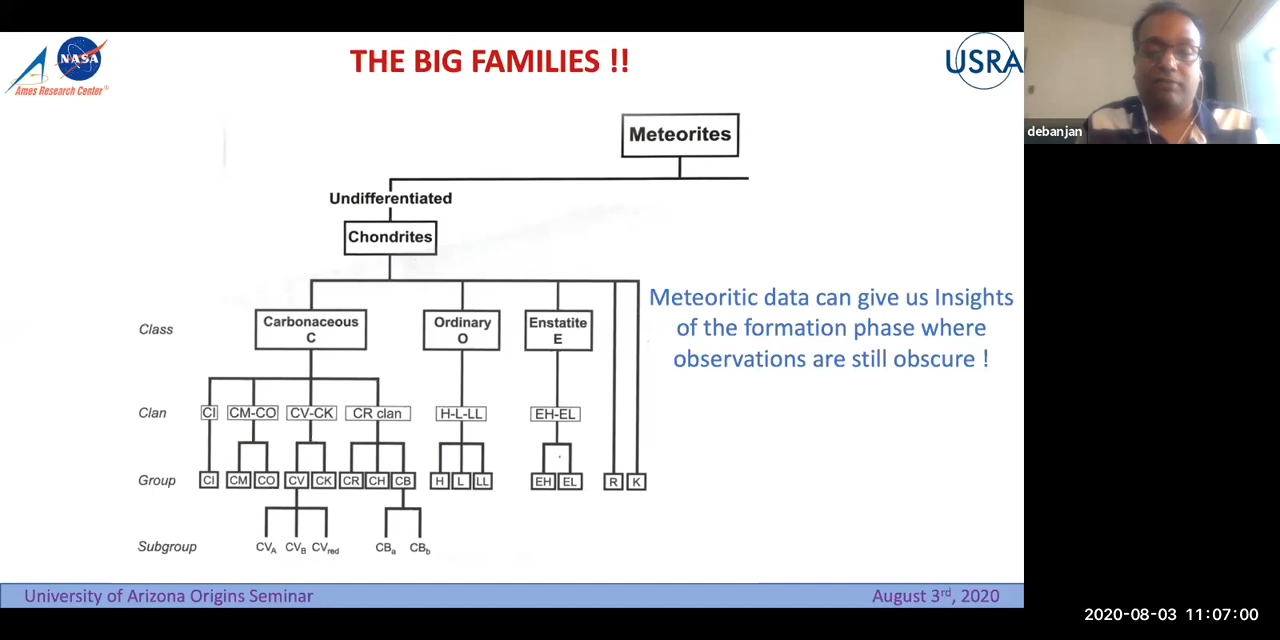 THE BIG FAMILIES !!
NASA
Ames Research Center
USRA
debanjan
Meteorites
Undifferentiated
Chondrites
Meteoritic data can give us Insights
of the formation phase where
observations are still obscure !
Class
Carbonaceous
C
Ordinary
O
Enstatite
E
Clan
CI CM-CO CV-CK CR clan H-L-LL EH-EL
Group
CI CM CO CV CK CR CH CB H L LL EH EL R K
Subgroup
CVA CVB CVred CBa CBb
University of Arizona Origins Seminar
August 3rd, 2020
2020-08-03 11:07:00